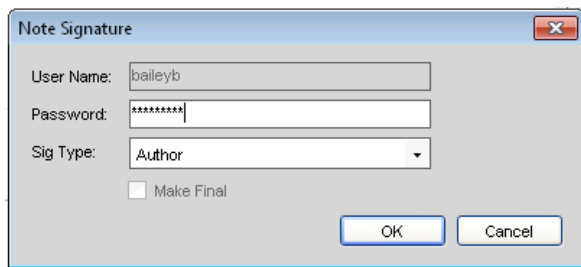 Note Signature
User Name: baileyb
Password: *********
Sig Type: Author
Make Final
OK Cancel